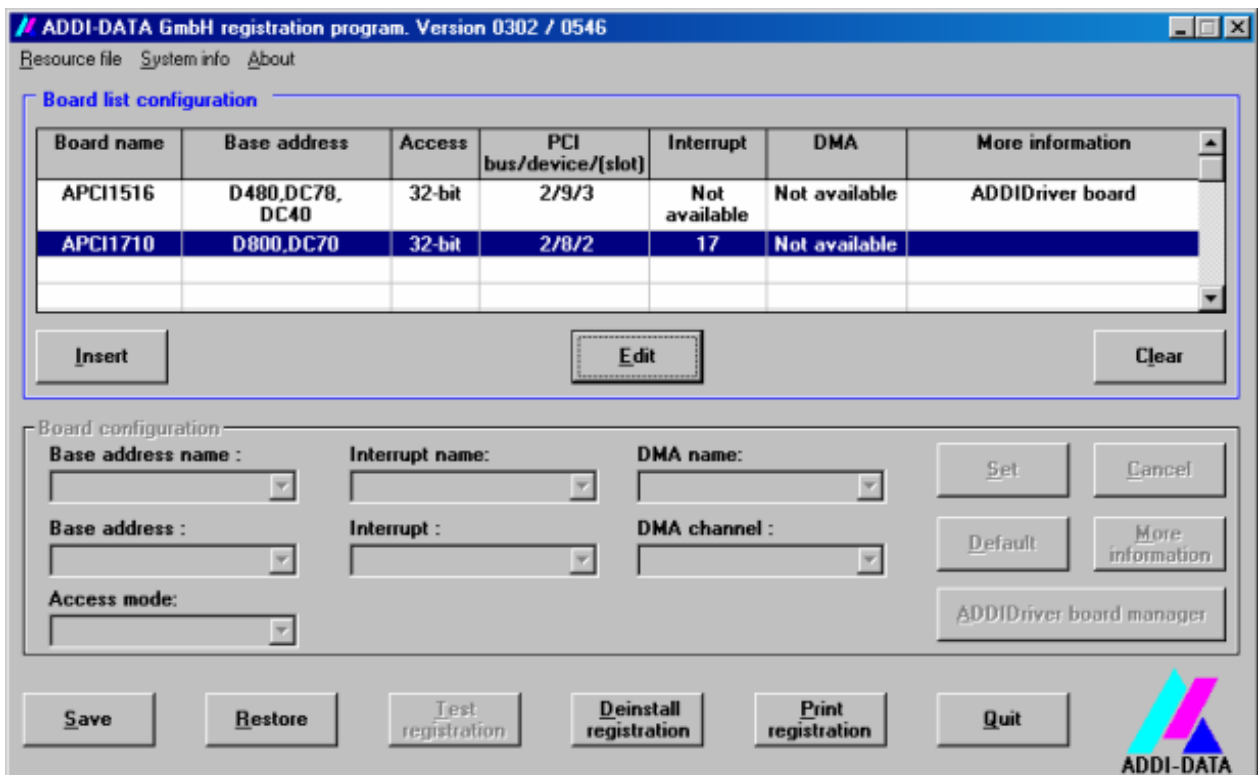 ADDI-DATA GmbH registration program. Version 0302 / 0546
Resource file System info About
Board list configuration
Board name Base address Access PCI bus/device/(slot) Interrupt DMA More information
APCI1516 D480,DC78, DC40 32-bit 2/9/3 Not available Not available ADDIDriver board
APCI1710 D800,DC70 32-bit 2/8/2 17 Not available
Insert Edit Clear
Board configuration
Base address name : Interrupt name: DMA name:
Set Cancel
Base address : Interrupt : DMA channel :
Default More information
Access mode:
ADDIDriver board manager
Save Restore Test registration Deinstall registration Print registration Quit
ADDI-DATA